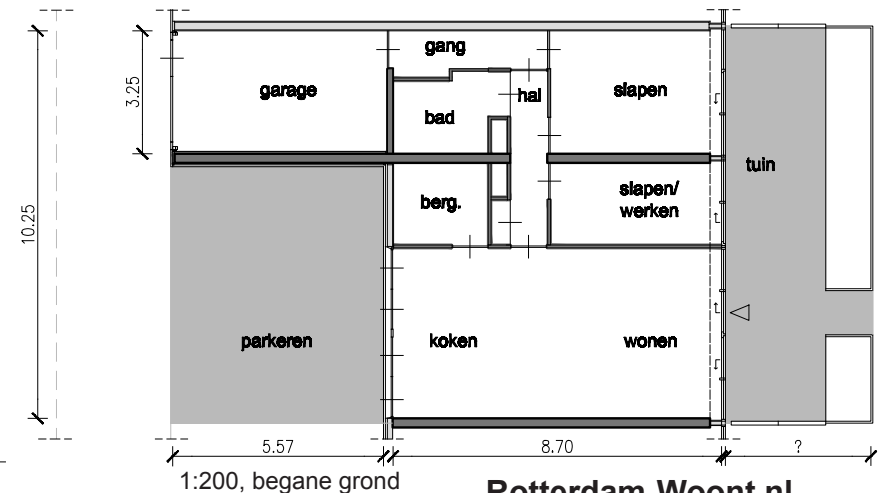 gang
garage
hal
slapen
bad
3.25
tuin
slapen/
werken
berg.
10.25
parkeren
koken
wonen
5.57
8.70
?
1:200, begane grond
Rotterdam Woont.nl